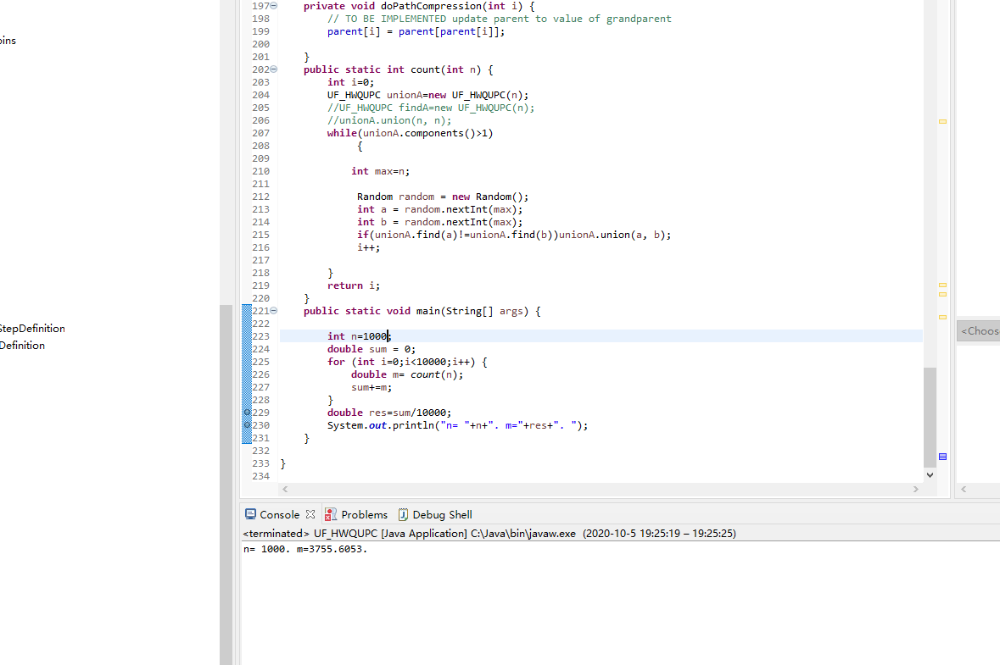 oins
StepDefinition
Definition
197 private void doPathCompression(int i) {
198 // TO BE IMPLEMENTED update parent to value of grandparent
199 parent[i] = parent[parent[i]];
200
201 }
202 public static int count(int n) {
203 int i=0;
204 UF_HWQUPC unionA=new UF_HWQUPC(n);
205 //UF_HWQUPC findA=new UF_HWQUPC(n);
206 //unionA.union(n, n);
207 while(unionA.components()>1)
208 {
209
210 int max=n;
211
212 Random random = new Random();
213 int a = random.nextInt(max);
214 int b = random.nextInt(max);
215 if(unionA.find(a)!=unionA.find(b))unionA.union(a, b);
216 i++;
217
218 }
219 return i;
220 }
221 public static void main(String[] args) {
222
223 int n=1000;
224 double sum = 0;
225 for (int i=0;i<10000;i++) {
226 double m= count(n);
227 sum+=m;
228 }
229 double res=sum/10000;
230 System.out.println("n= "+n+". m="+res+". ");
231 }
232
233 }
234
<Choos
Console Problems Debug Shell
<terminated> UF_HWQUPC [Java Application] C:\Java\bin\javaw.exe (2020-10-5 19:25:19 – 19:25:25)
n= 1000. m=3755.6053.